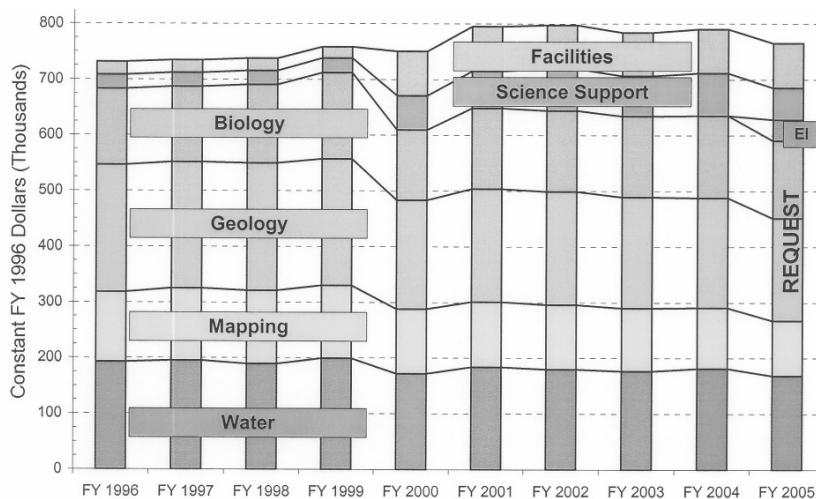 Constant FY 1996 Dollars (Thousands)
800
700
600
500
400
300
200
100
0
Facilities
Science Support
Biology
EI
Geology
REQUEST
Mapping
Water
FY 1996
FY 1997
FY 1998
FY 1999
FY 2000
FY 2001
FY 2002
FY 2003
FY 2004
FY 2005